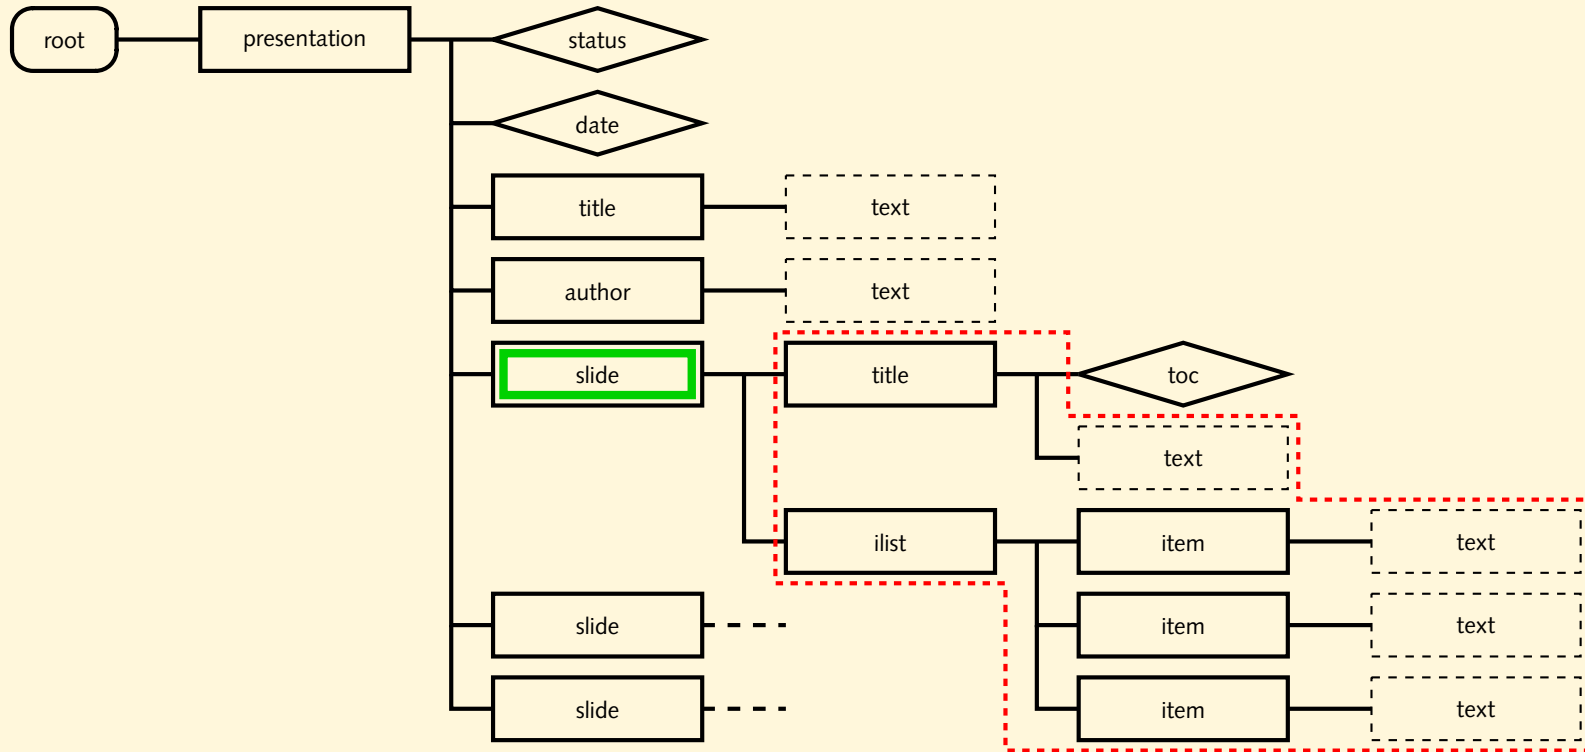 root presentation status
date
title text
author text
slide title toc
text
ilist item text
slide item text
slide item text